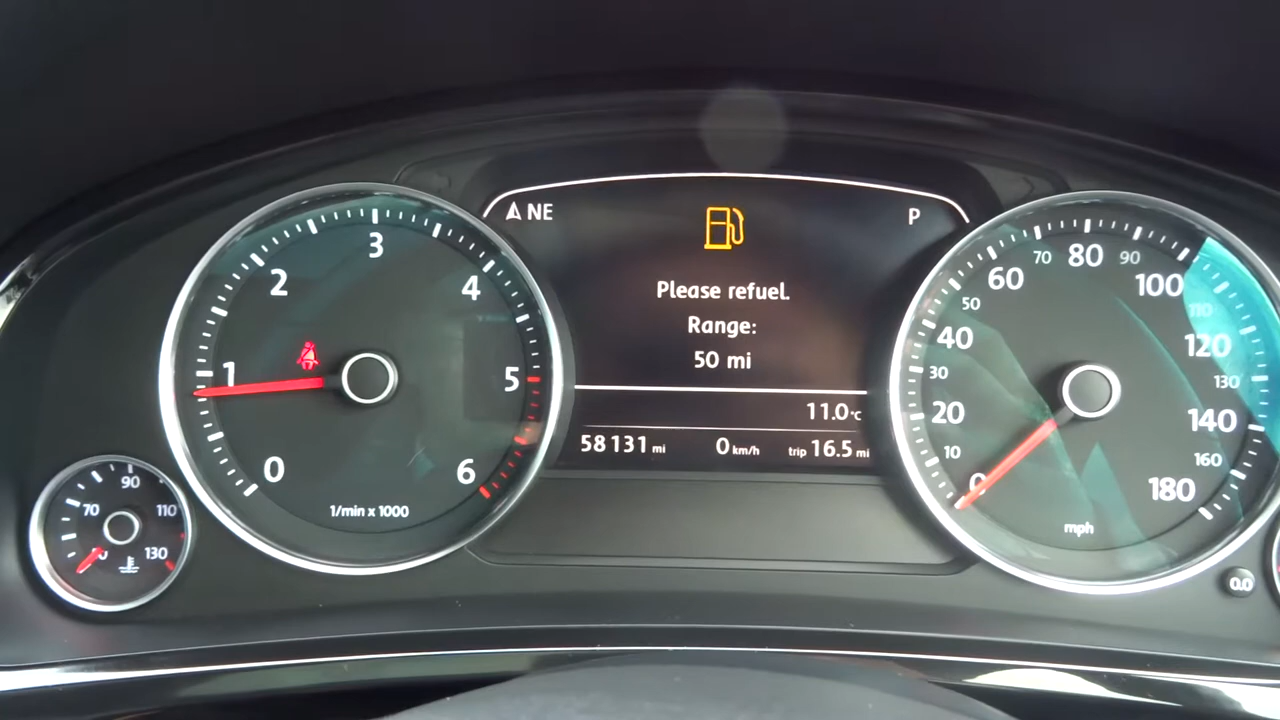 NE
P
Please refuel.
Range:
50 mi
11.0°C
58131 mi
0 km/h
trip 16.5 mi
0
1
2
3
4
5
6
1/min x 1000
70
90
110
130
0
10
20
30
40
50
60
70
80
90
100
110
120
130
140
160
180
mph
0.0